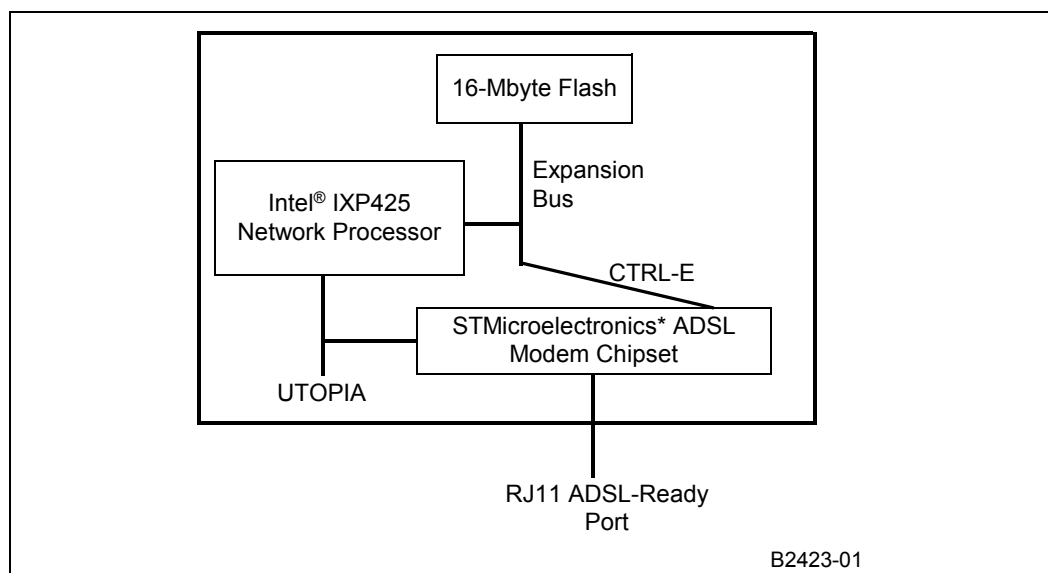 16-Mbyte Flash
Expansion
Bus
Intel® IXP425
Network Processor
CTRL-E
STMicroelectronics* ADSL
Modem Chipset
UTOPIA
RJ11 ADSL-Ready
Port
B2423-01